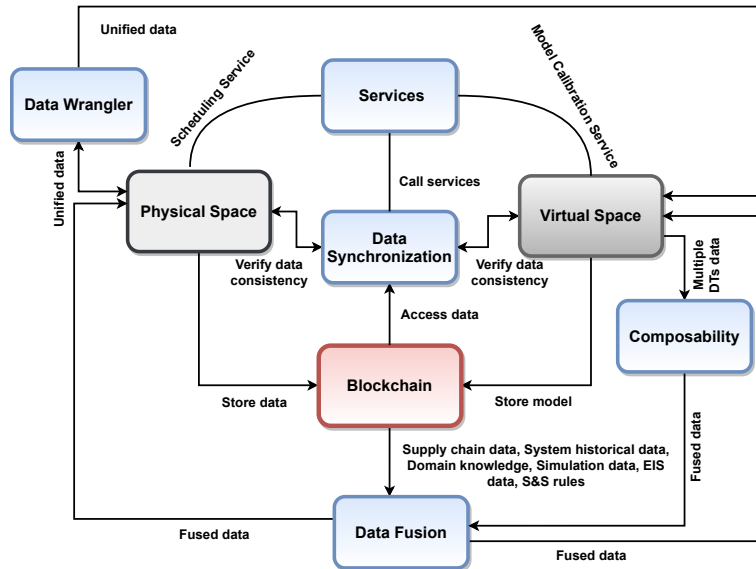 Unified data
Data Wrangler
Scheduling Service
Services
Model Calibration Service
Unified data
Call services
Physical Space
Data
Synchronization
Virtual Space
Verify data
consistency
Verify data
consistency
Multiple
DTs data
Access data
Composability
Blockchain
Store data
Store model
Supply chain data, System historical data,
Domain knowledge, Simulation data, EIS
data, S&S rules
Fused data
Data Fusion
Fused data
Fused data